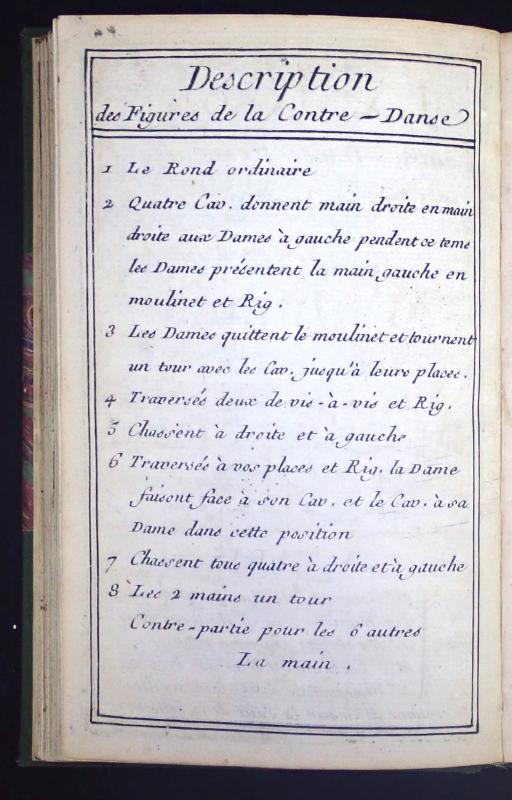 Description
des Figures de la Contre - Danse
1 Le Rond ordinaire
2 Quatre Cav. donnent main droite en main
droite aux Dames à gauche pendent ce tems
les Dames présentent la main gauche en
moulinet et Rig.
3 Les Dames quittent le moulinet et tournent
un tour avec les Cav. jusqu'à leurs places.
4 Traversés deux de vis-à-vis et Rig.
5 Chassent à droite et à gauche
6 Traversés à vos places et Rig. la Dame
faisent face à son Cav. et le Cav. à sa
Dame dans cette position
7 Chassent tous quatre à droite et à gauche
8 Les 2 mains un tour
Contre-partie pour les 6 autres
La main.